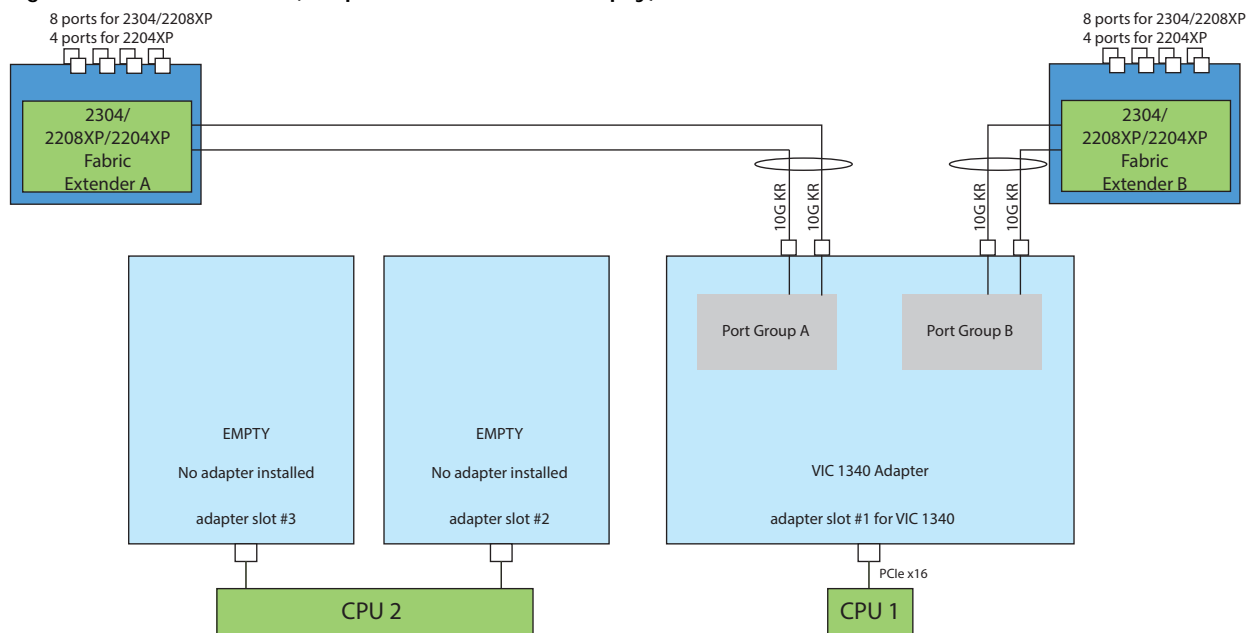 8 ports for 2304/2208XP
4 ports for 2204XP
8 ports for 2304/2208XP
4 ports for 2204XP
2304/
2208XP/2204XP
Fabric
Extender A
2304/
2208XP/2204XP
Fabric
Extender B
10G KR
10G KR
10G KR
10G KR
Port Group A
Port Group B
EMPTY
No adapter installed
adapter slot #3
EMPTY
No adapter installed
adapter slot #2
VIC 1340 Adapter
adapter slot #1 for VIC 1340
PCIe x16
CPU 2
CPU 1